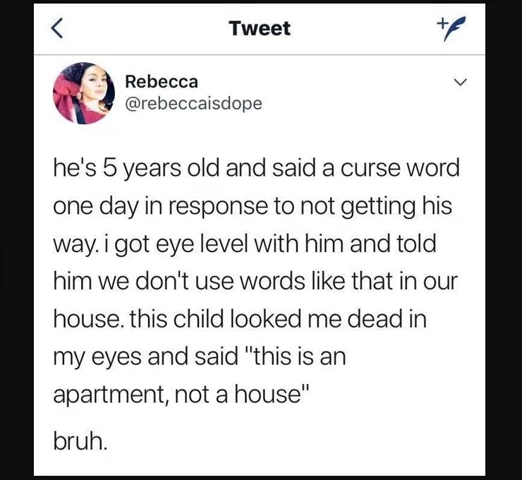 Tweet
Rebecca
@rebeccaisdope
he's 5 years old and said a curse word
one day in response to not getting his
way. i got eye level with him and told
him we don't use words like that in our
house. this child looked me dead in
my eyes and said "this is an
apartment, not a house"
bruh.